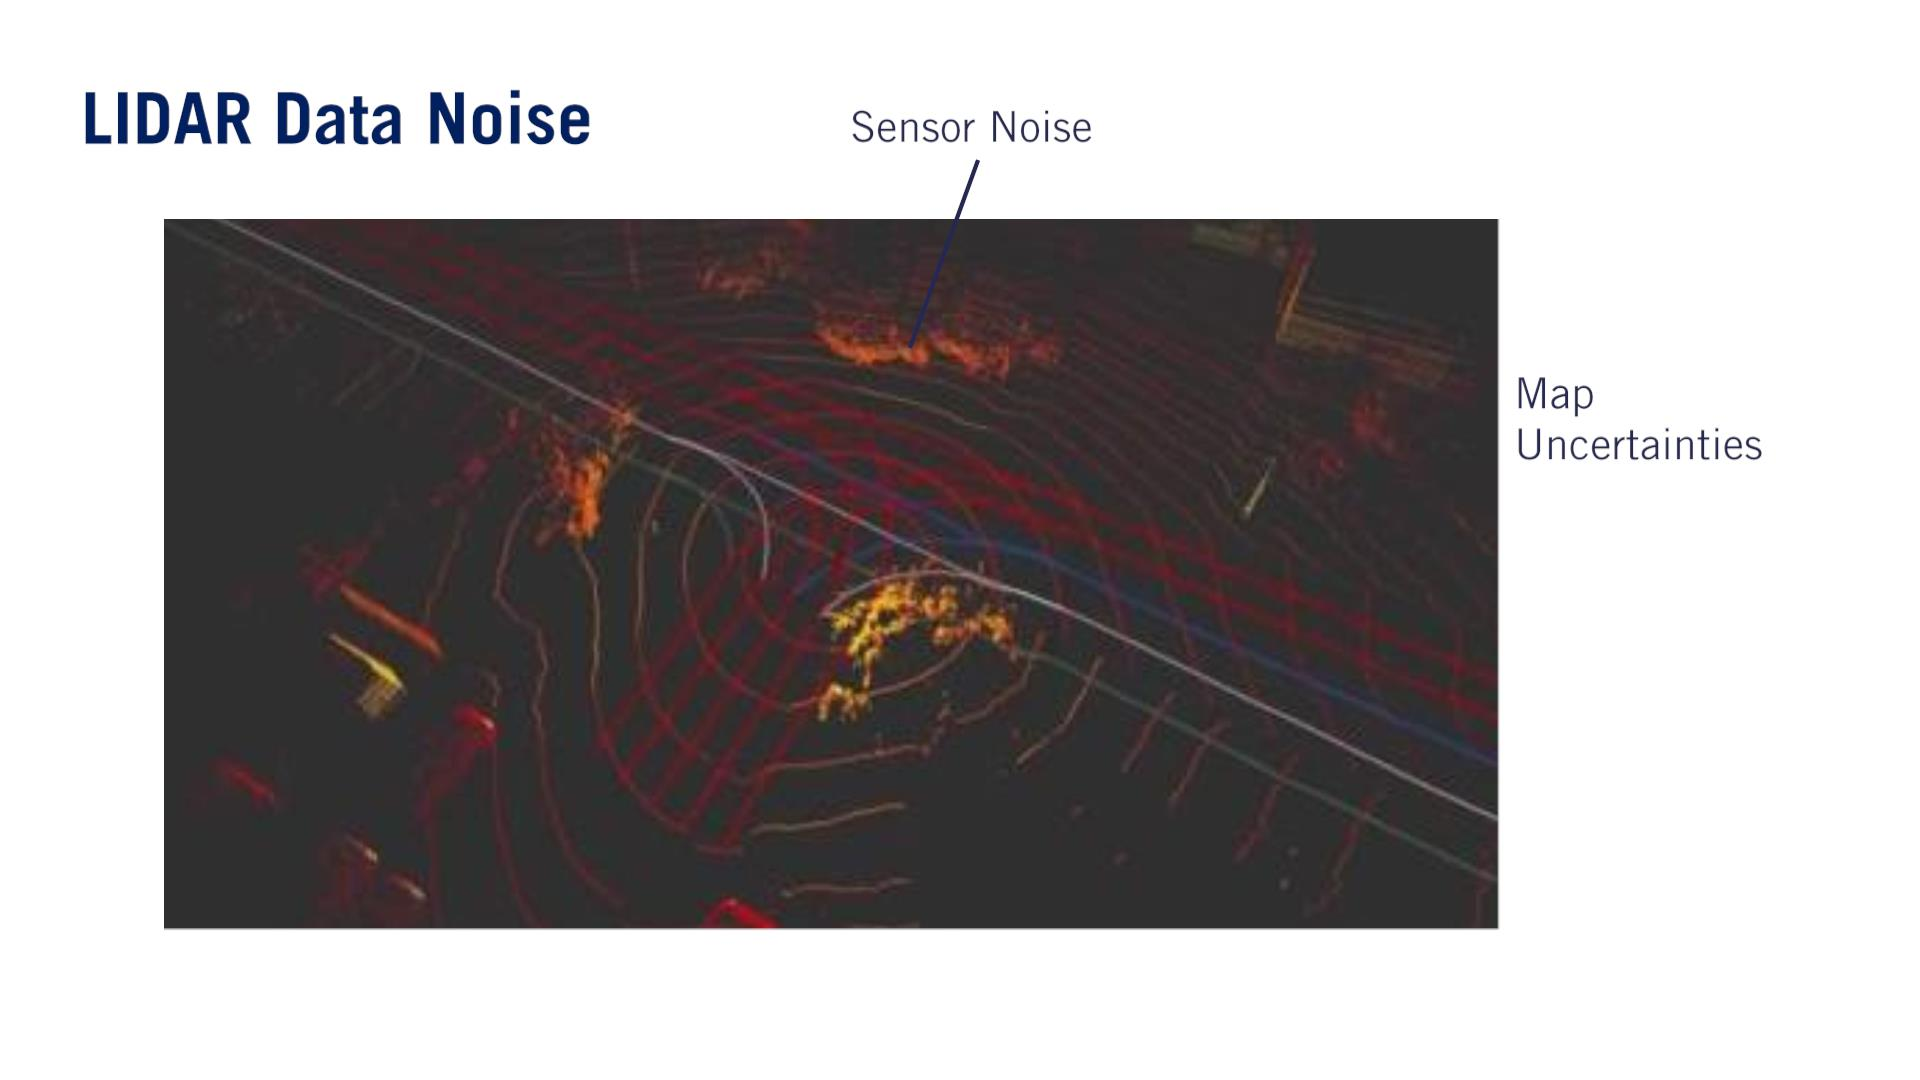 LIDAR Data Noise
Sensor Noise
Map
Uncertainties